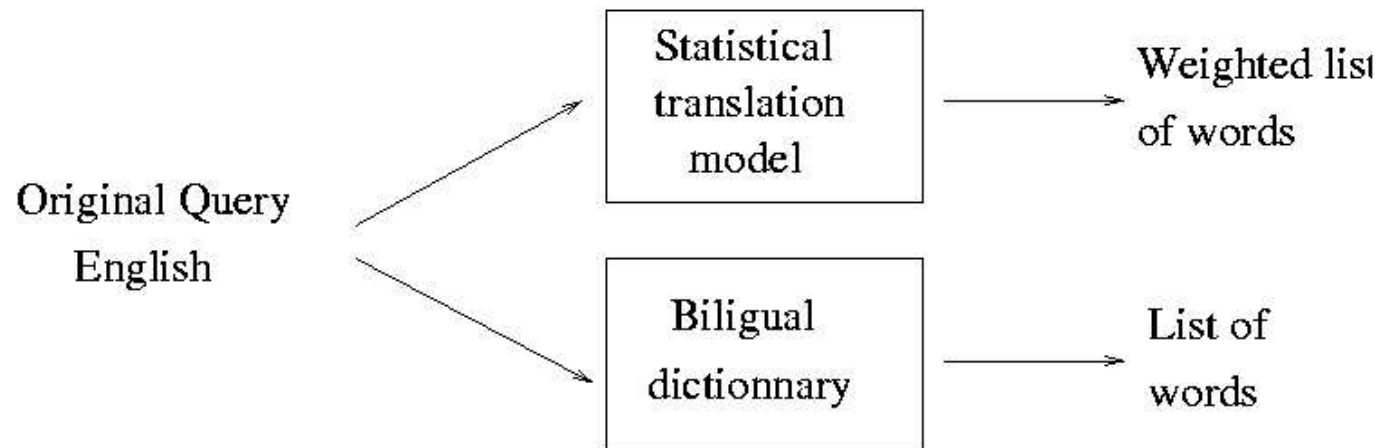 Original Query
English
Statistical
translation
model
Weighted list
of words
Biligual
dictionnary
List of
words